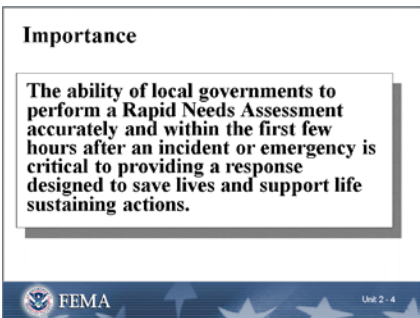 Importance
The ability of local governments to
perform a Rapid Needs Assessment
accurately and within the first few
hours after an incident or emergency is
critical to providing a response
designed to save lives and support life
sustaining actions.
FEMA
Unit 2 - 4